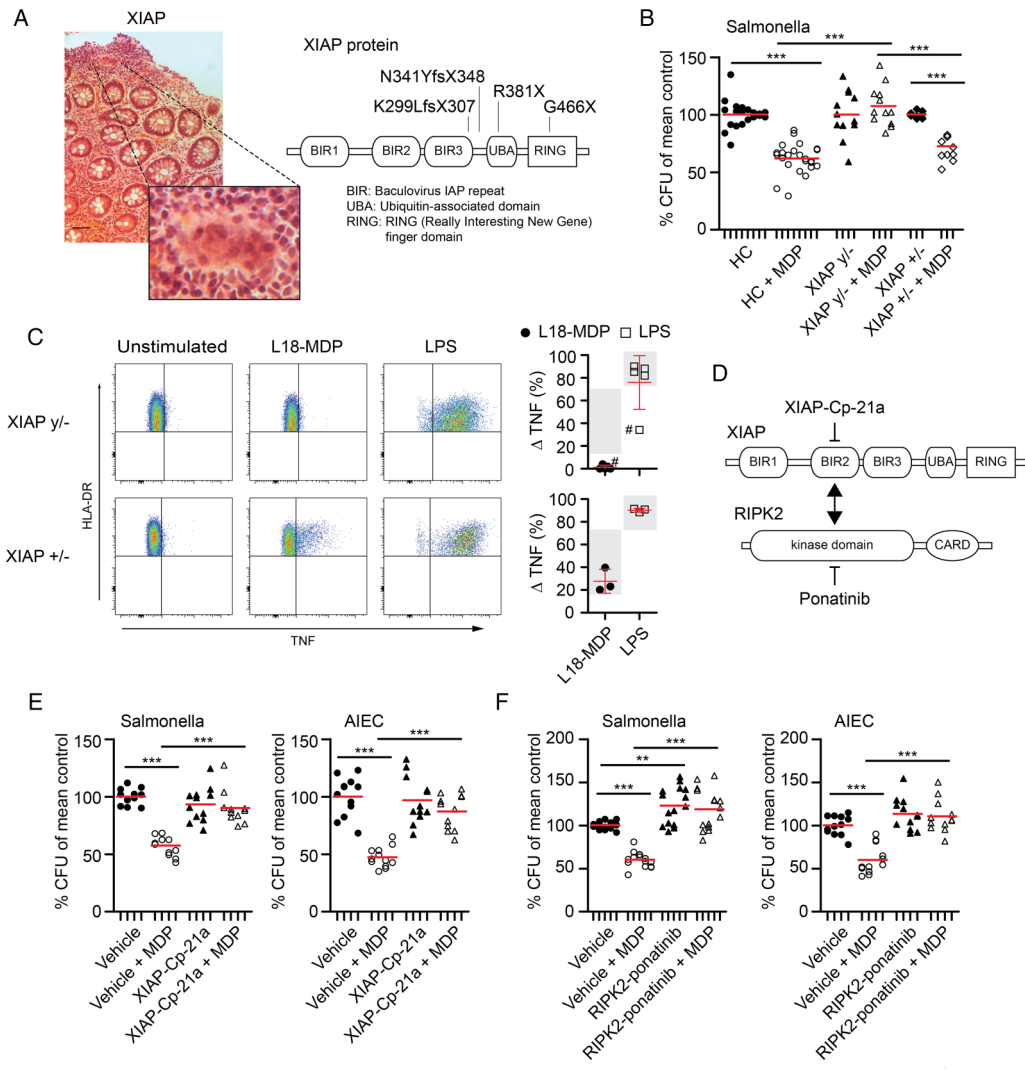 A
XIAP
XIAP protein
N341YfsX348
R381X
K299LfsX307
G466X
BIR1
BIR2
BIR3
UBA
RING
BIR: Baculovirus IAP repeat
UBA: Ubiquitin-associated domain
RING: RING (Really Interesting New Gene)
finger domain
B
Salmonella
***
***
***
***
% CFU of mean control
150
100
50
0
HC
HC + MDP
XIAP y/-
XIAP y/- + MDP
XIAP +/-
XIAP +/- + MDP
C
Unstimulated
L18-MDP
LPS
XIAP y/-
XIAP +/-
HLA-DR
TNF
L18-MDP
LPS
Δ TNF (%)
100
80
60
40
20
0
#
#
Δ TNF (%)
100
80
60
40
20
0
L18-MDP
LPS
D
XIAP-Cp-21a
XIAP
BIR1
BIR2
BIR3
UBA
RING
RIPK2
kinase domain
CARD
Ponatinib
E
Salmonella
***
***
% CFU of mean control
150
100
50
0
Vehicle
Vehicle + MDP
XIAP-Cp-21a
XIAP-Cp-21a + MDP
AIEC
***
***
% CFU of mean control
150
100
50
0
Vehicle
Vehicle + MDP
XIAP-Cp-21a
XIAP-Cp-21a + MDP
F
Salmonella
***
**
***
% CFU of mean control
200
150
100
50
0
Vehicle
Vehicle + MDP
RIPK2-ponatinib
RIPK2-ponatinib + MDP
AIEC
***
***
% CFU of mean control
200
150
100
50
0
Vehicle
Vehicle + MDP
RIPK2-ponatinib
RIPK2-ponatinib + MDP